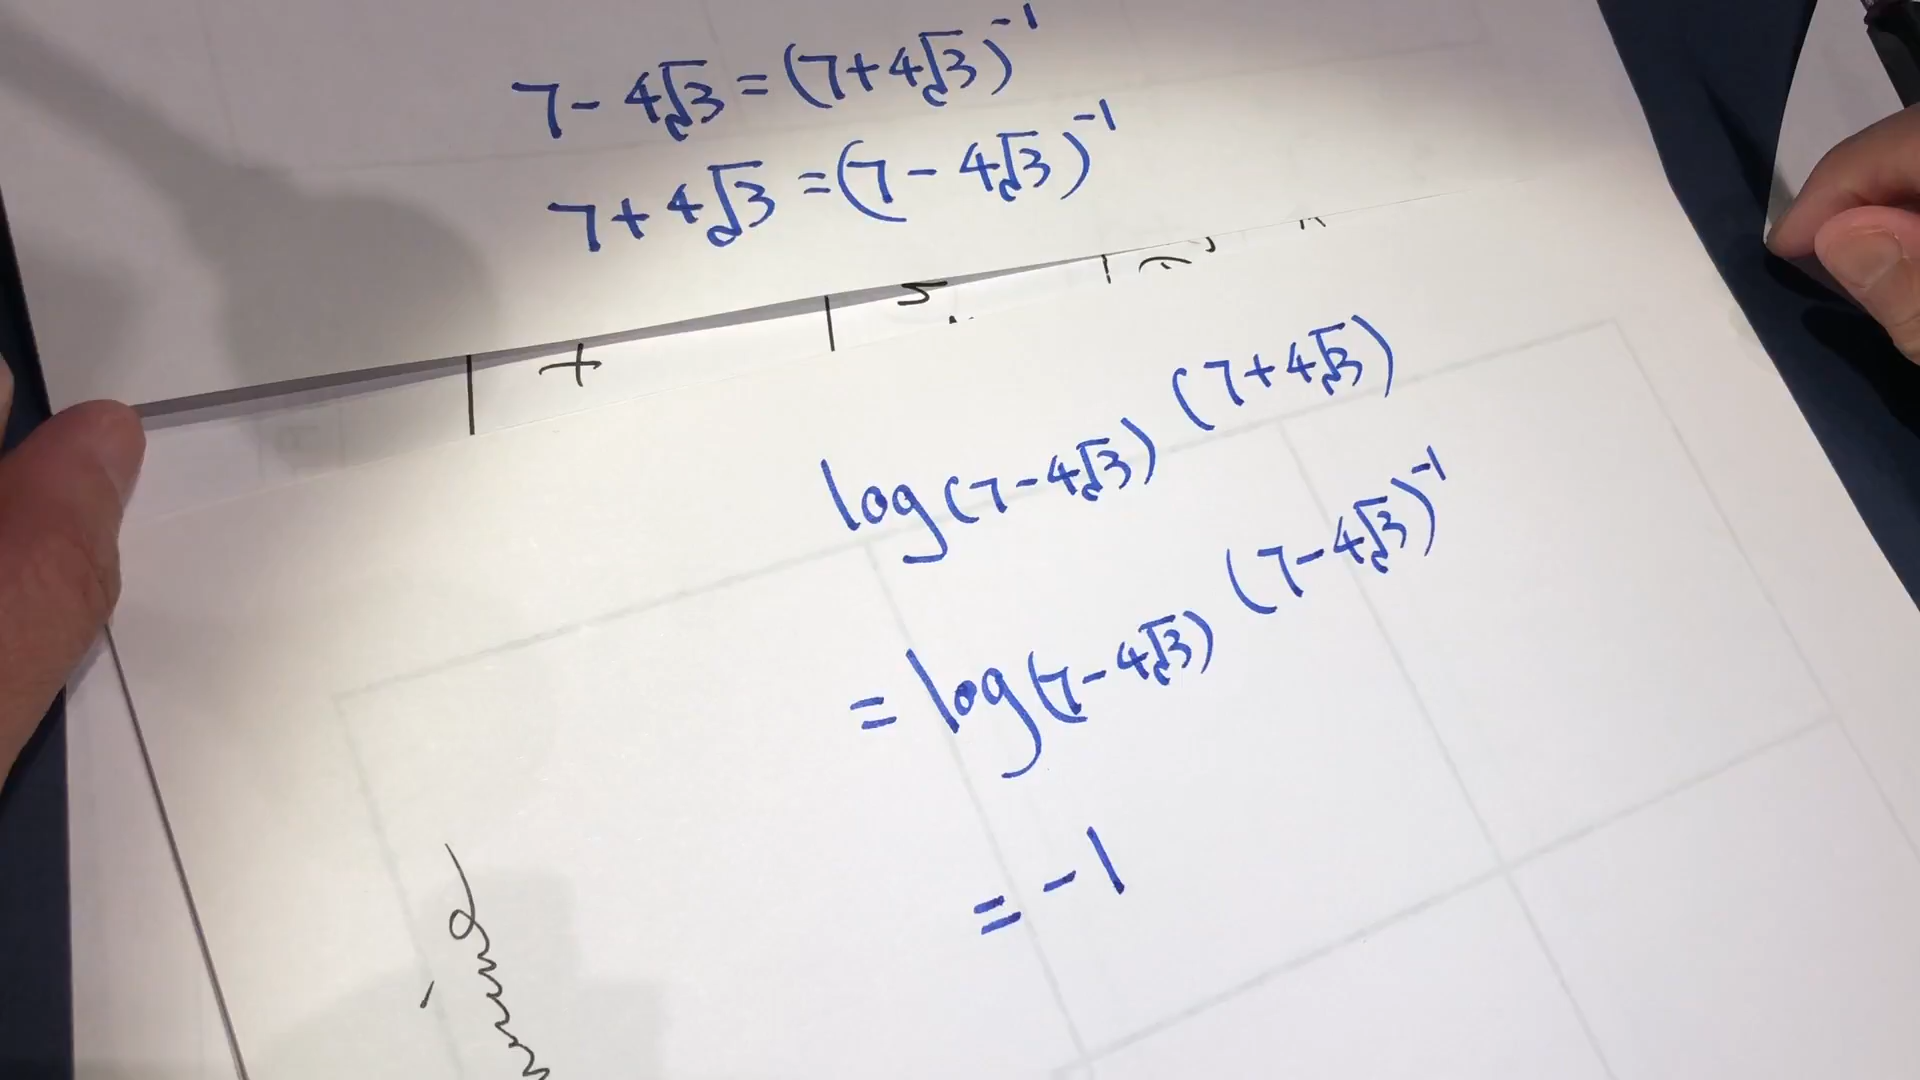 7-4√3=(7+4√3)⁻¹
7+4√3=(7-4√3)⁻¹
+
log(7-4√3) (7+4√3)
= log(7-4√3) (7-4√3)⁻¹
= -1